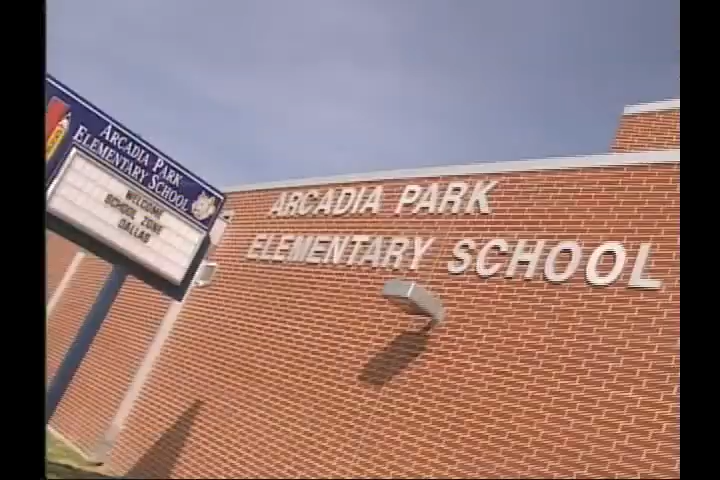 ARCADIA PARK
ELEMENTARY SCHOOL
WELCOME
SCHOOL ZONE
DALLAS
ARCADIA PARK
ELEMENTARY SCHOOL